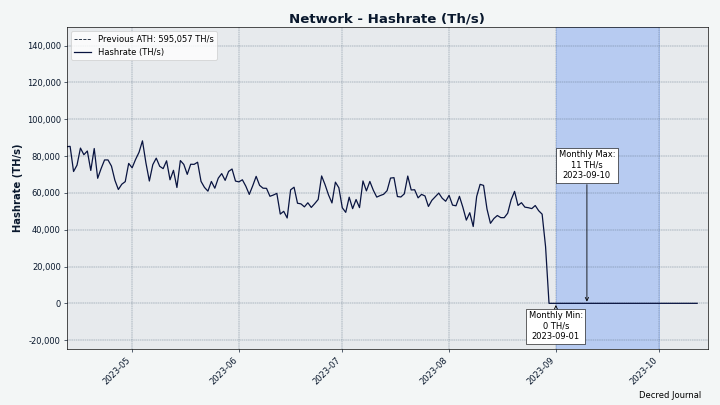 Network - Hashrate (Th/s)
Previous ATH: 595,057 TH/s
Hashrate (TH/s)
140,000
120,000
100,000
80,000
60,000
40,000
20,000
0
-20,000
Hashrate (TH/s)
Monthly Max:
11 TH/s
2023-09-10
Monthly Min:
0 TH/s
2023-09-01
2023-05
2023-06
2023-07
2023-08
2023-09
2023-10
Decred Journal